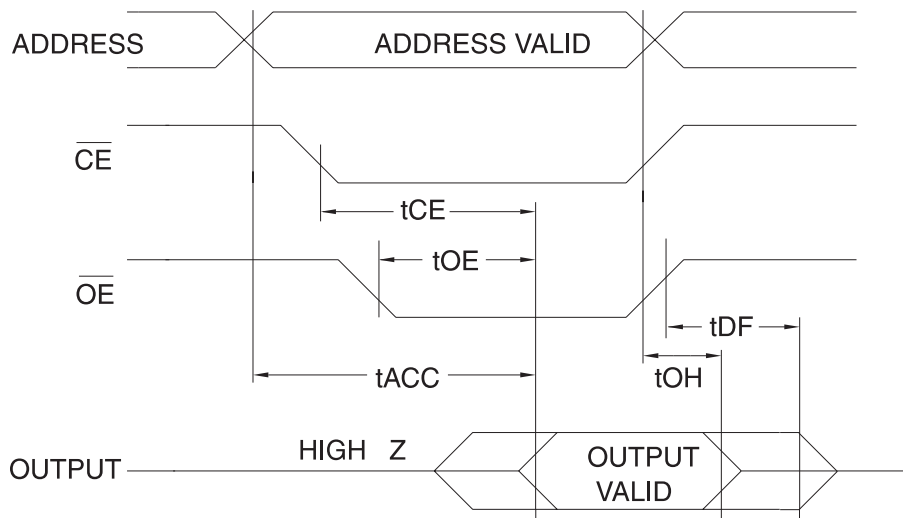 ADDRESS
ADDRESS VALID
CE
tCE
tOE
OE
tDF
tACC
tOH
HIGH Z
OUTPUT
OUTPUT
VALID